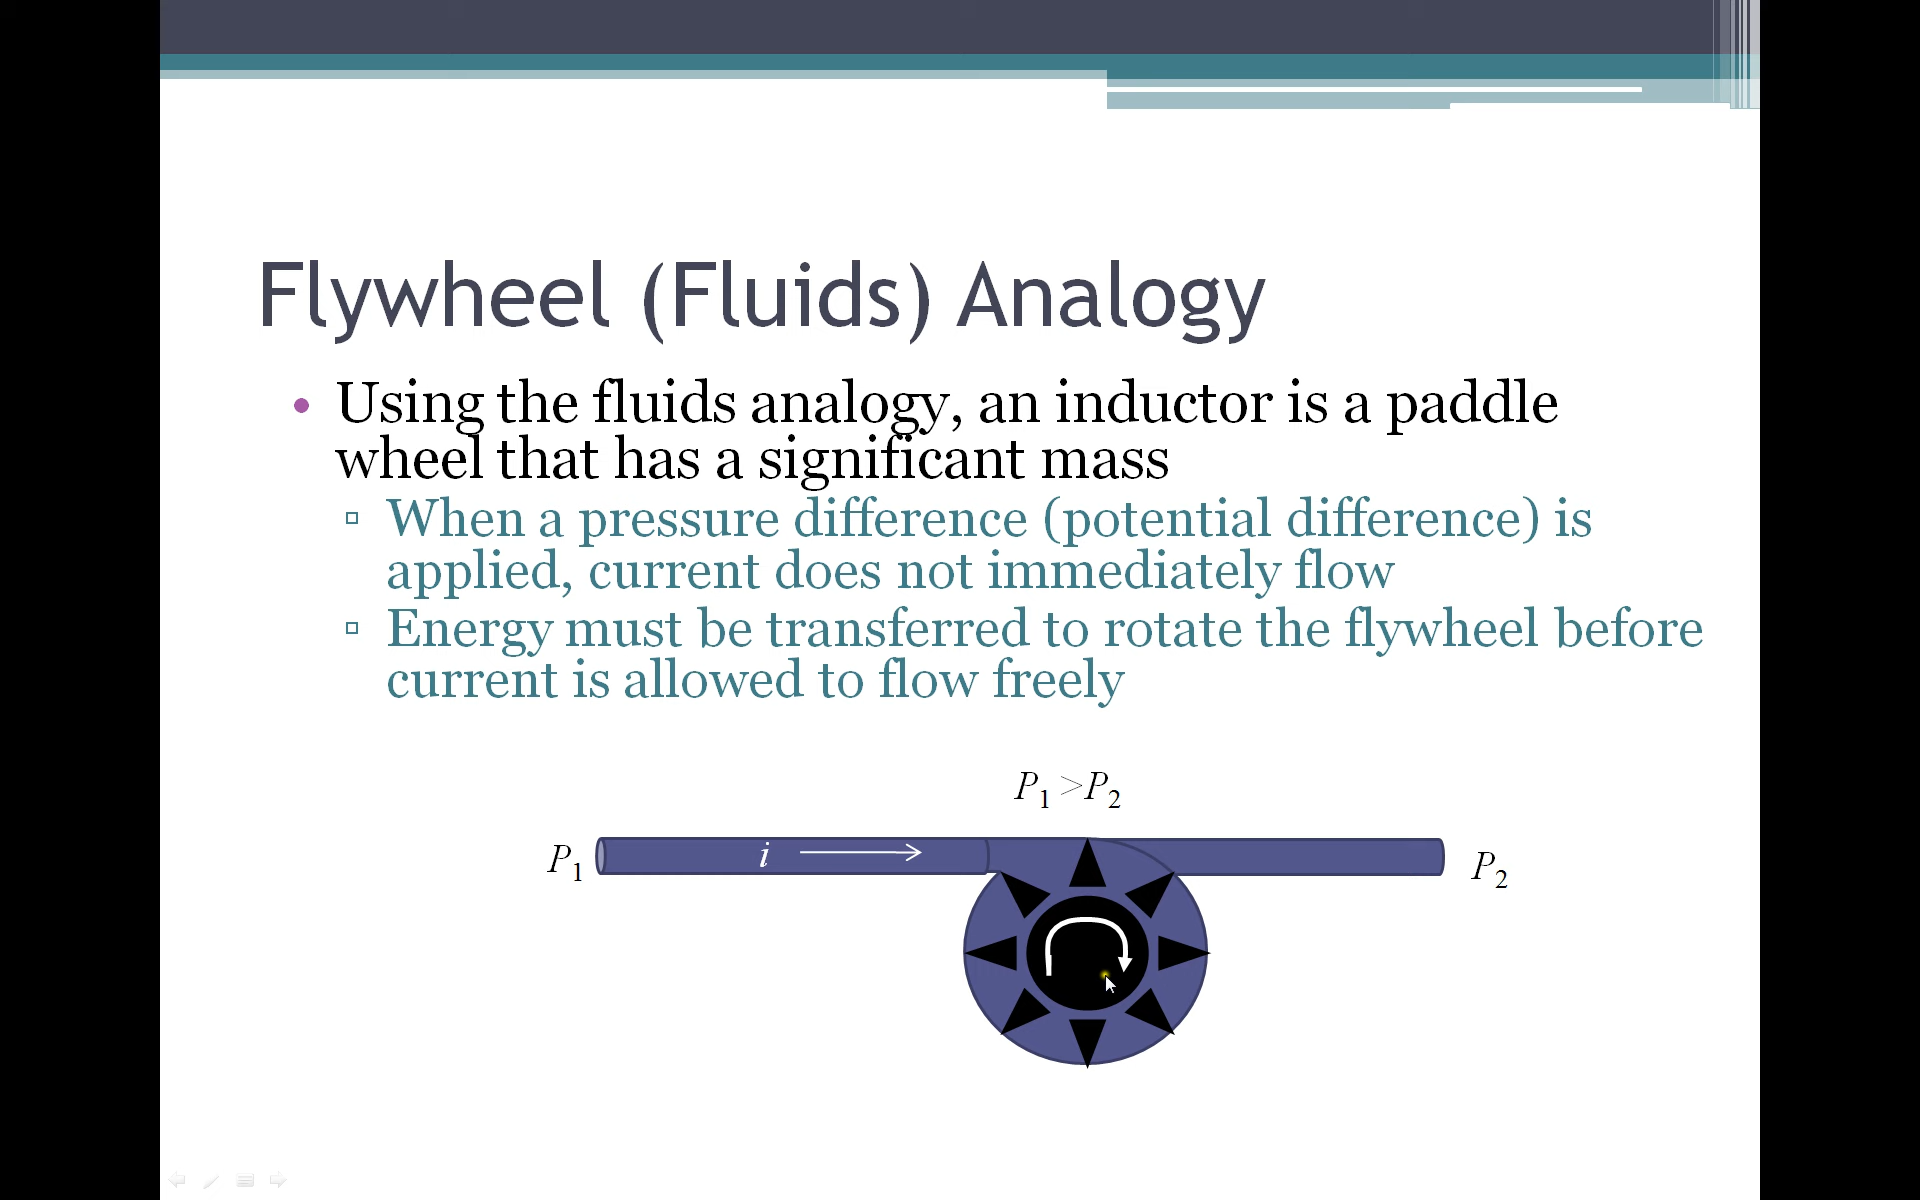 Flywheel (Fluids) Analogy
• Using the fluids analogy, an inductor is a paddle
wheel that has a significant mass
▫ When a pressure difference (potential difference) is
applied, current does not immediately flow
▫ Energy must be transferred to rotate the flywheel before
current is allowed to flow freely
P₁ >P₂
P₁ i P₂